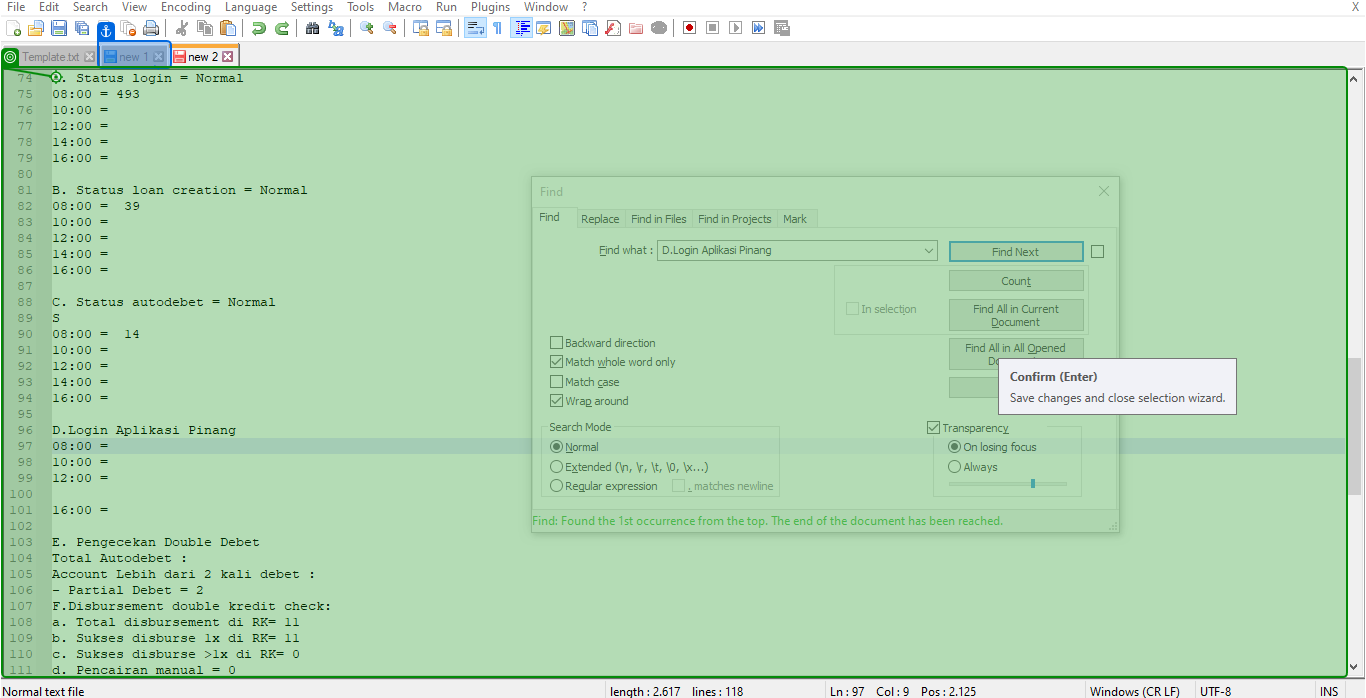 File Edit Search View Encoding Language Settings Tools Macro Run Plugins Window ? X
Template.txt new 1 new 2
74 . Status login = Normal
75 08:00 = 493
76 10:00 =
77 12:00 =
78 14:00 =
79 16:00 =
80
81 B. Status loan creation = Normal
82 08:00 = 39
83 10:00 =
84 12:00 =
85 14:00 =
86 16:00 =
87
88 C. Status autodebet = Normal
89 S
90 08:00 = 14
91 10:00 =
92 12:00 =
93 14:00 =
94 16:00 =
95
96 D.Login Aplikasi Pinang
97 08:00 =
98 10:00 =
99 12:00 =
100
101 16:00 =
102
103 E. Pengecekan Double Debet
104 Total Autodebet :
105 Account Lebih dari 2 kali debet :
106 - Partial Debet = 2
107 F.Disbursement double kredit check:
108 a. Total disbursement di RK= 11
109 b. Sukses disburse 1x di RK= 11
110 c. Sukses disburse >1x di RK= 0
111 d. Pencairan manual = 0
Find
Find Replace Find in Files Find in Projects Mark
Find what : D.Login Aplikasi Pinang
Find Next
Count
In selection
Find All in Current
Document
Find All in All Opened
Backward direction
Match whole word only
Match case
Wrap around
Confirm (Enter)
Save changes and close selection wizard.
Search Mode
Normal
Extended (\n, \r, \t, \0, \x...)
Regular expression . matches newline
Transparency
On losing focus
Always
Find: Found the 1st occurrence from the top. The end of the document has been reached.
Normal text file length : 2.617 lines : 118 Ln : 97 Col : 9 Pos : 2.125 Windows (CR LF) UTF-8 INS